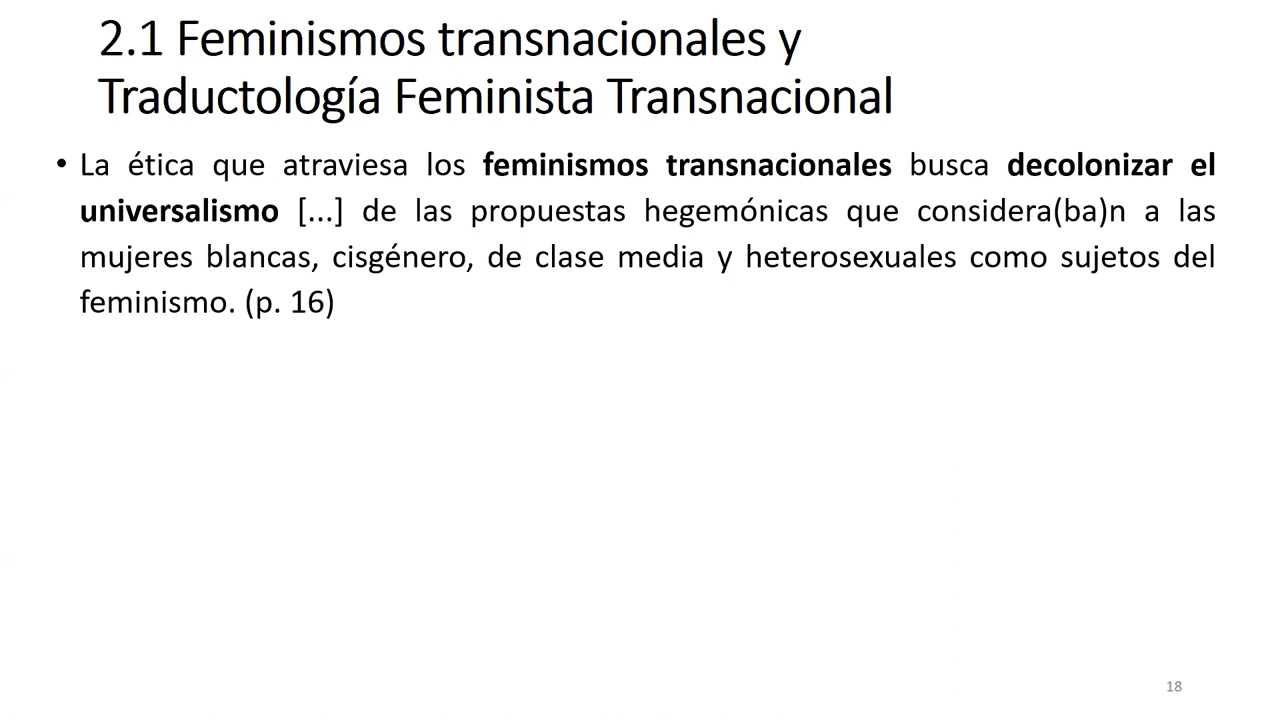 2.1 Feminismos transnacionales y
Traductología Feminista Transnacional
• La ética que atraviesa los feminismos transnacionales busca decolonizar el
universalismo [...] de las propuestas hegemónicas que considera(ba)n a las
mujeres blancas, cisgénero, de clase media y heterosexuales como sujetos del
feminismo. (p. 16)
18